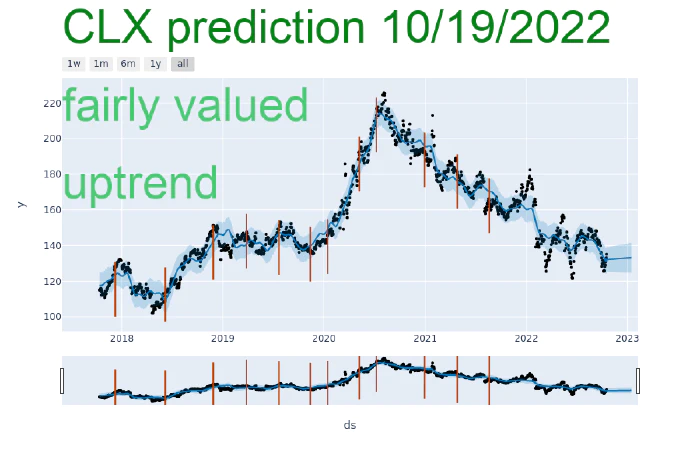 CLX prediction 10/19/2022
1w 1m 6m 1y all
fairly valued
uptrend
220
200
180
160
140
120
100
y
2018 2019 2020 2021 2022 2023
ds